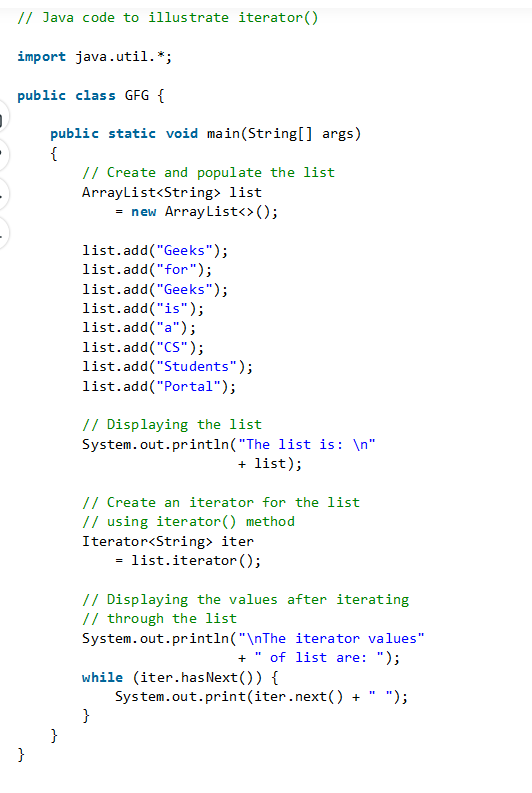 // Java code to illustrate iterator()
import java.util.*;
public class GFG {
public static void main(String[] args)
{
// Create and populate the list
ArrayList<String> list
= new ArrayList<>();
list.add("Geeks");
list.add("for");
list.add("Geeks");
list.add("is");
list.add("a");
list.add("CS");
list.add("Students");
list.add("Portal");
// Displaying the list
System.out.println("The list is: \n"
+ list);
// Create an iterator for the list
// using iterator() method
Iterator<String> iter
= list.iterator();
// Displaying the values after iterating
// through the list
System.out.println("\nThe iterator values"
+ " of list are: ");
while (iter.hasNext()) {
System.out.print(iter.next() + " ");
}
}
}